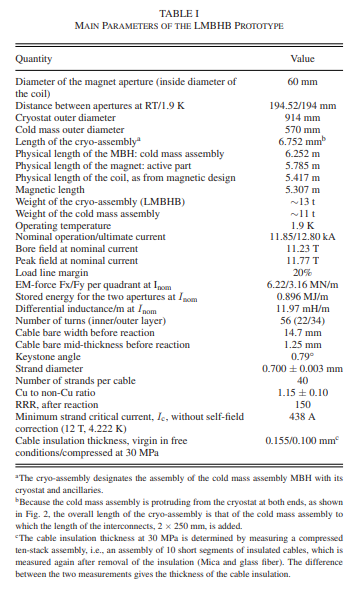 TABLE I
MAIN PARAMETERS OF THE LMBHB PROTOTYPE
Quantity Value
Diameter of the magnet aperture (inside diameter of 60 mm
the coil)
Distance between apertures at RT/1.9 K 194.52/194 mm
Cryostat outer diameter 914 mm
Cold mass outer diameter 570 mm
Length of the cryo-assemblyᵃ 6.752 mmᵇ
Physical length of the MBH: cold mass assembly 6.252 m
Physical length of the magnet: active part 5.785 m
Physical length of the coil, as from magnetic design 5.417 m
Magnetic length 5.307 m
Weight of the cryo-assembly (LMBHB) ~13 t
Weight of the cold mass assembly ~11 t
Operating temperature 1.9 K
Nominal operation/ultimate current 11.85/12.80 kA
Bore field at nominal current 11.23 T
Peak field at nominal current 11.77 T
Load line margin 20%
EM-force Fx/Fy per quadrant at Inom 6.22/3.16 MN/m
Stored energy for the two apertures at Inom 0.896 MJ/m
Differential inductance/m at Inom 11.97 mH/m
Number of turns (inner/outer layer) 56 (22/34)
Cable bare width before reaction 14.7 mm
Cable bare mid-thickness before reaction 1.25 mm
Keystone angle 0.79°
Strand diameter 0.700 ± 0.003 mm
Number of strands per cable 40
Cu to non-Cu ratio 1.15 ± 0.10
RRR, after reaction 150
Minimum strand critical current, Ic, without self-field 438 A
correction (12 T, 4.222 K)
Cable insulation thickness, virgin in free 0.155/0.100 mmᶜ
conditions/compressed at 30 MPa
ᵃThe cryo-assembly designates the assembly of the cold mass assembly MBH with its
cryostat and ancillaries.
ᵇBecause the cold mass assembly is protruding from the cryostat at both ends, as shown
in Fig. 2, the overall length of the cryo-assembly is that of the cold mass assembly to
which the length of the interconnects, 2 × 250 mm, is added.
ᶜThe cable insulation thickness at 30 MPa is determined by measuring a compressed
ten-stack assembly, i.e., an assembly of 10 short segments of insulated cables, which is
measured again after removal of the insulation (Mica and glass fiber). The difference
between the two measurements gives the thickness of the cable insulation.